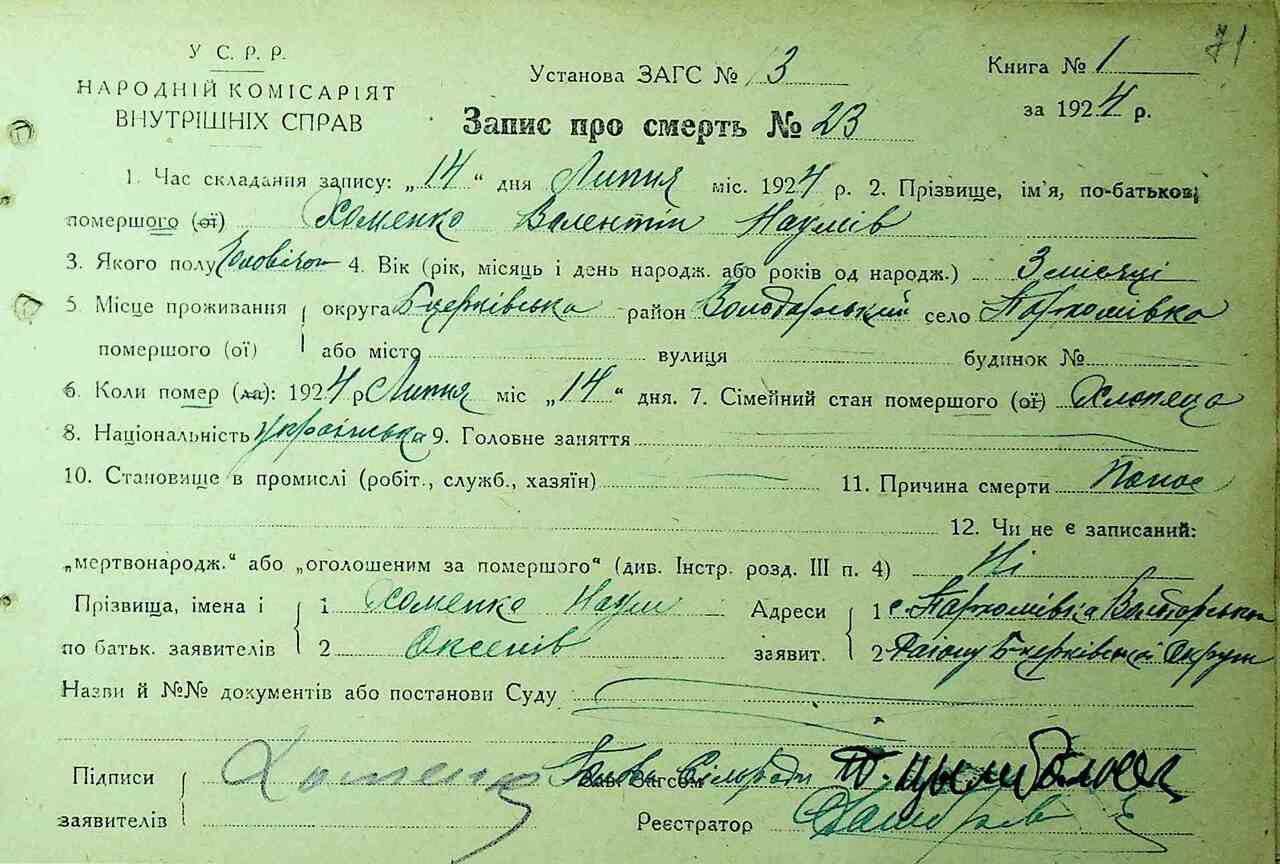 71
У С. Р. Р.
НАРОДНІЙ КОМІСАРІЯТ
ВНУТРІШНІХ СПРАВ
Установа ЗАГС № 3
Книга № 1
за 1924 р.
Запис про смерть № 23
1. Час складання запису: „14“ дня Липня міс. 1924 р. 2. Прізвище, ім'я, по-батькові
помершого (ої) Хоменко Валентін Наумів
3. Якого полу Чоловічого 4. Вік (рік, місяць і день народж. або років од народж.) 3 місяці
5 Місце проживання округа Бцерківська район Володарський село Пархомівка
помершого (ої) або місто вулиця будинок №
6. Коли помер (ла): 1924 р Липня міс „14“ дня. 7. Сімейний стан помершого (ої) Хлопець
8. Національність українська 9. Головне заняття
10. Становище в промислі (робіт., служб., хазяїн) 11. Причина смерти Понос
12. Чи не є записаний:
„мертвонародж.“ або „оголошеним за помершого“ (див. Інстр. розд. III п. 4) Ні
Прізвища, імена і 1 Хоменко Наум Адреси 1 с. Пархомівка
по батьк. заявителів 2 Оксенів заявит. 2 Району Бцерківської Округи
Назви й №№ документів або постанови Суду
Підписи Хоменко Голова Сільради Зав. Загсом
заявителів Реєстратор